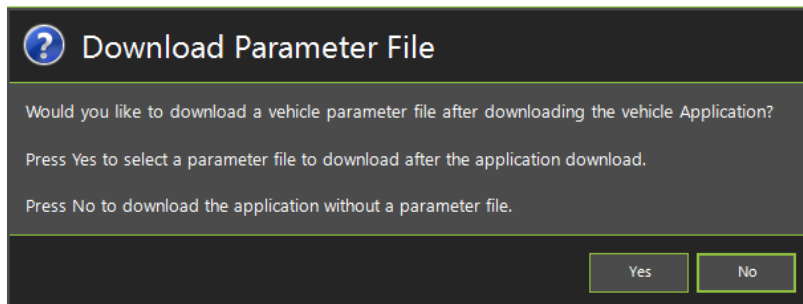 Download Parameter File
Would you like to download a vehicle parameter file after downloading the vehicle Application?
Press Yes to select a parameter file to download after the application download.
Press No to download the application without a parameter file.
Yes No